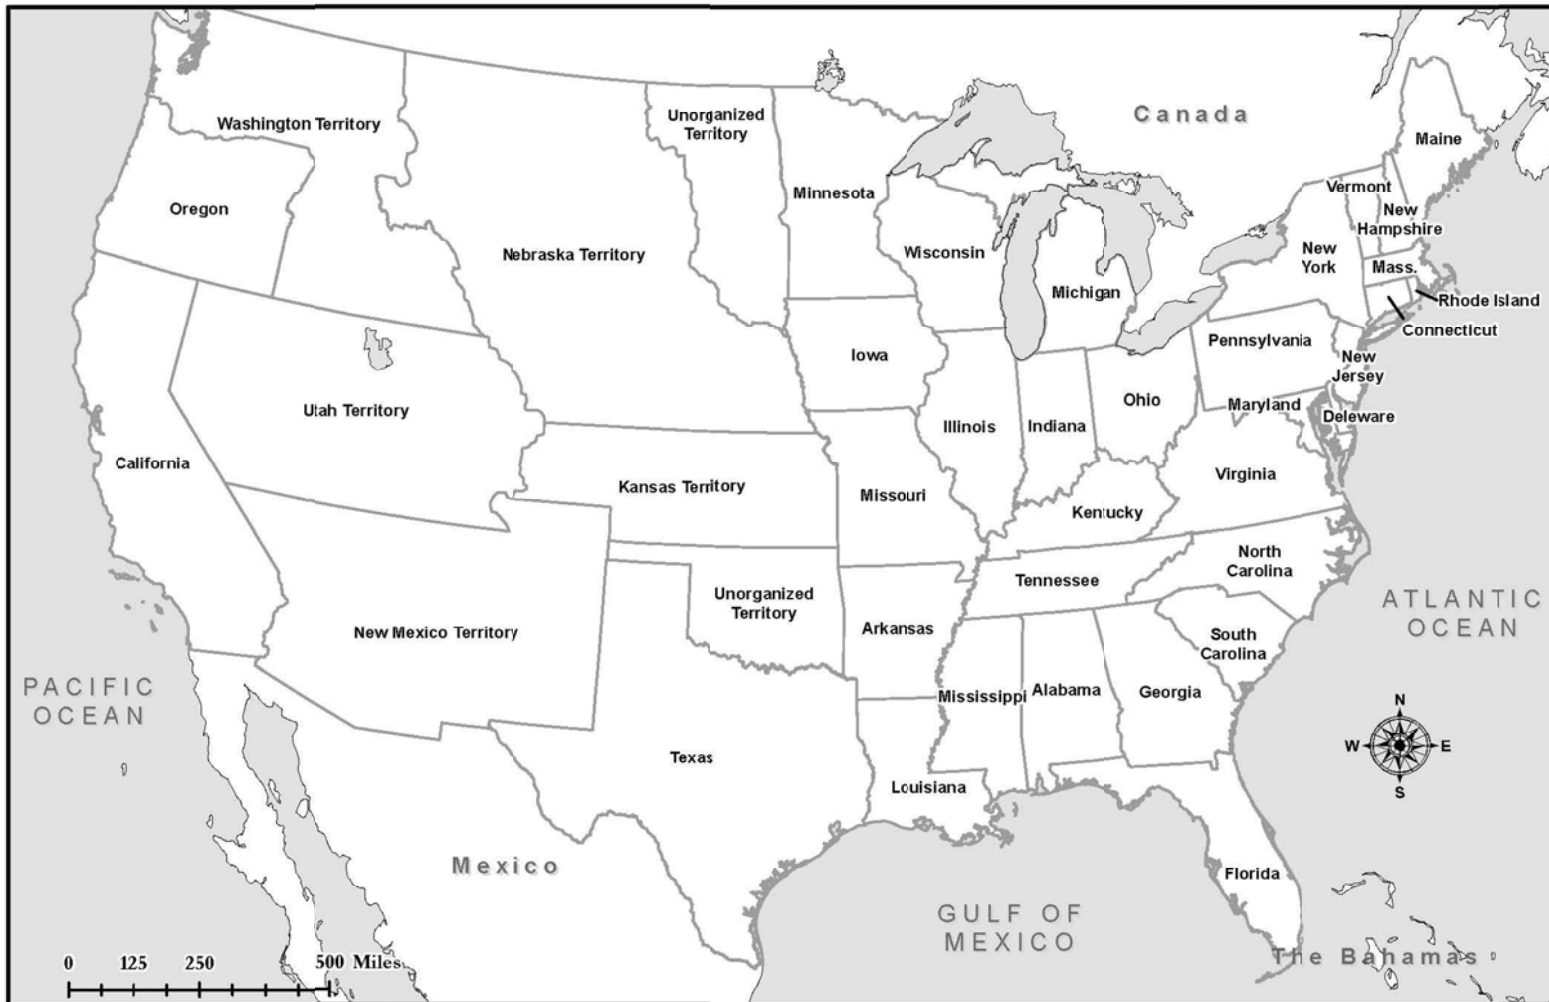 Canada
Washington Territory
Unorganized
Territory
Maine
Oregon
Minnesota
Vermont
New
Hampshire
Nebraska Territory
Wisconsin
New
York
Mass.
Michigan
Rhode Island
Connecticut
Iowa
Pennsylvania
New
Jersey
Utah Territory
Ohio
Maryland
Deleware
Illinois
Indiana
California
Kansas Territory
Missouri
Virginia
Kentucky
North
Carolina
Tennessee
Unorganized
Territory
ATLANTIC
OCEAN
New Mexico Territory
Arkansas
South
Carolina
PACIFIC
OCEAN
Mississippi
Alabama
Georgia
N
W
E
S
Texas
Louisiana
Mexico
Florida
GULF OF
MEXICO
The Bahamas
0 125 250 500 Miles